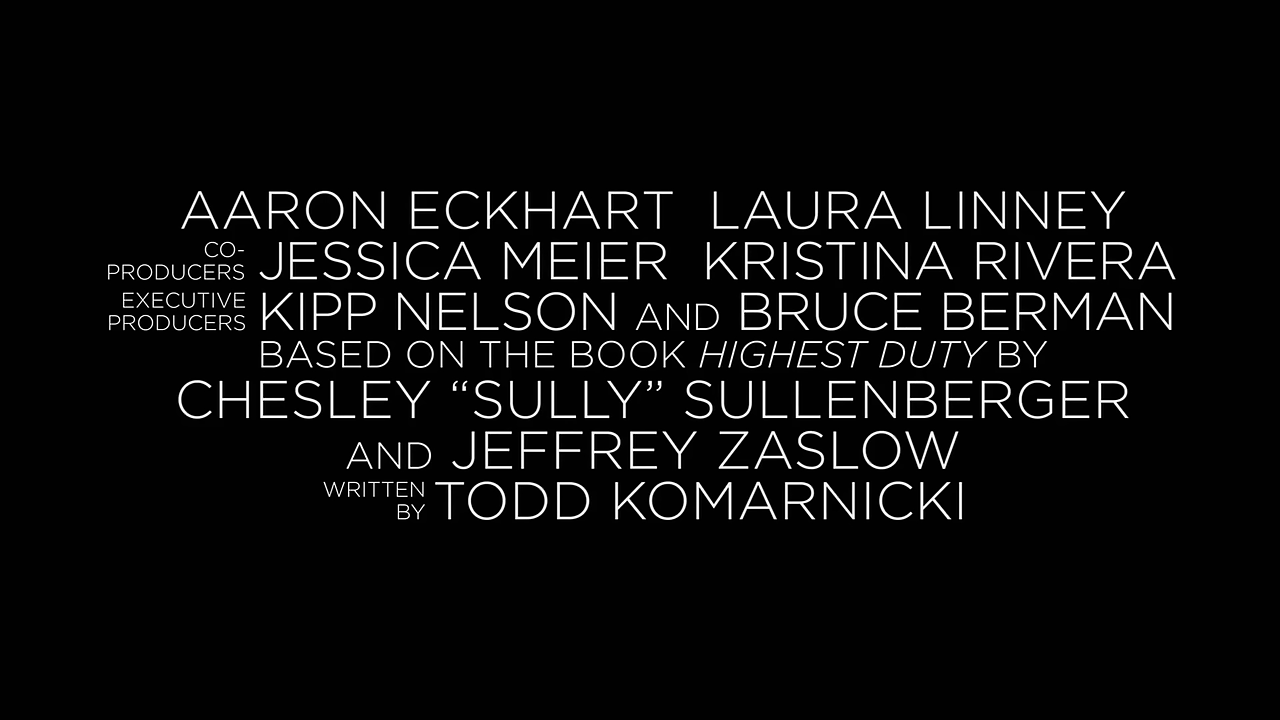 AARON ECKHART LAURA LINNEY
CO-PRODUCERS JESSICA MEIER KRISTINA RIVERA
EXECUTIVE PRODUCERS KIPP NELSON AND BRUCE BERMAN
BASED ON THE BOOK HIGHEST DUTY BY
CHESLEY “SULLY” SULLENBERGER
AND JEFFREY ZASLOW
WRITTEN BY TODD KOMARNICKI